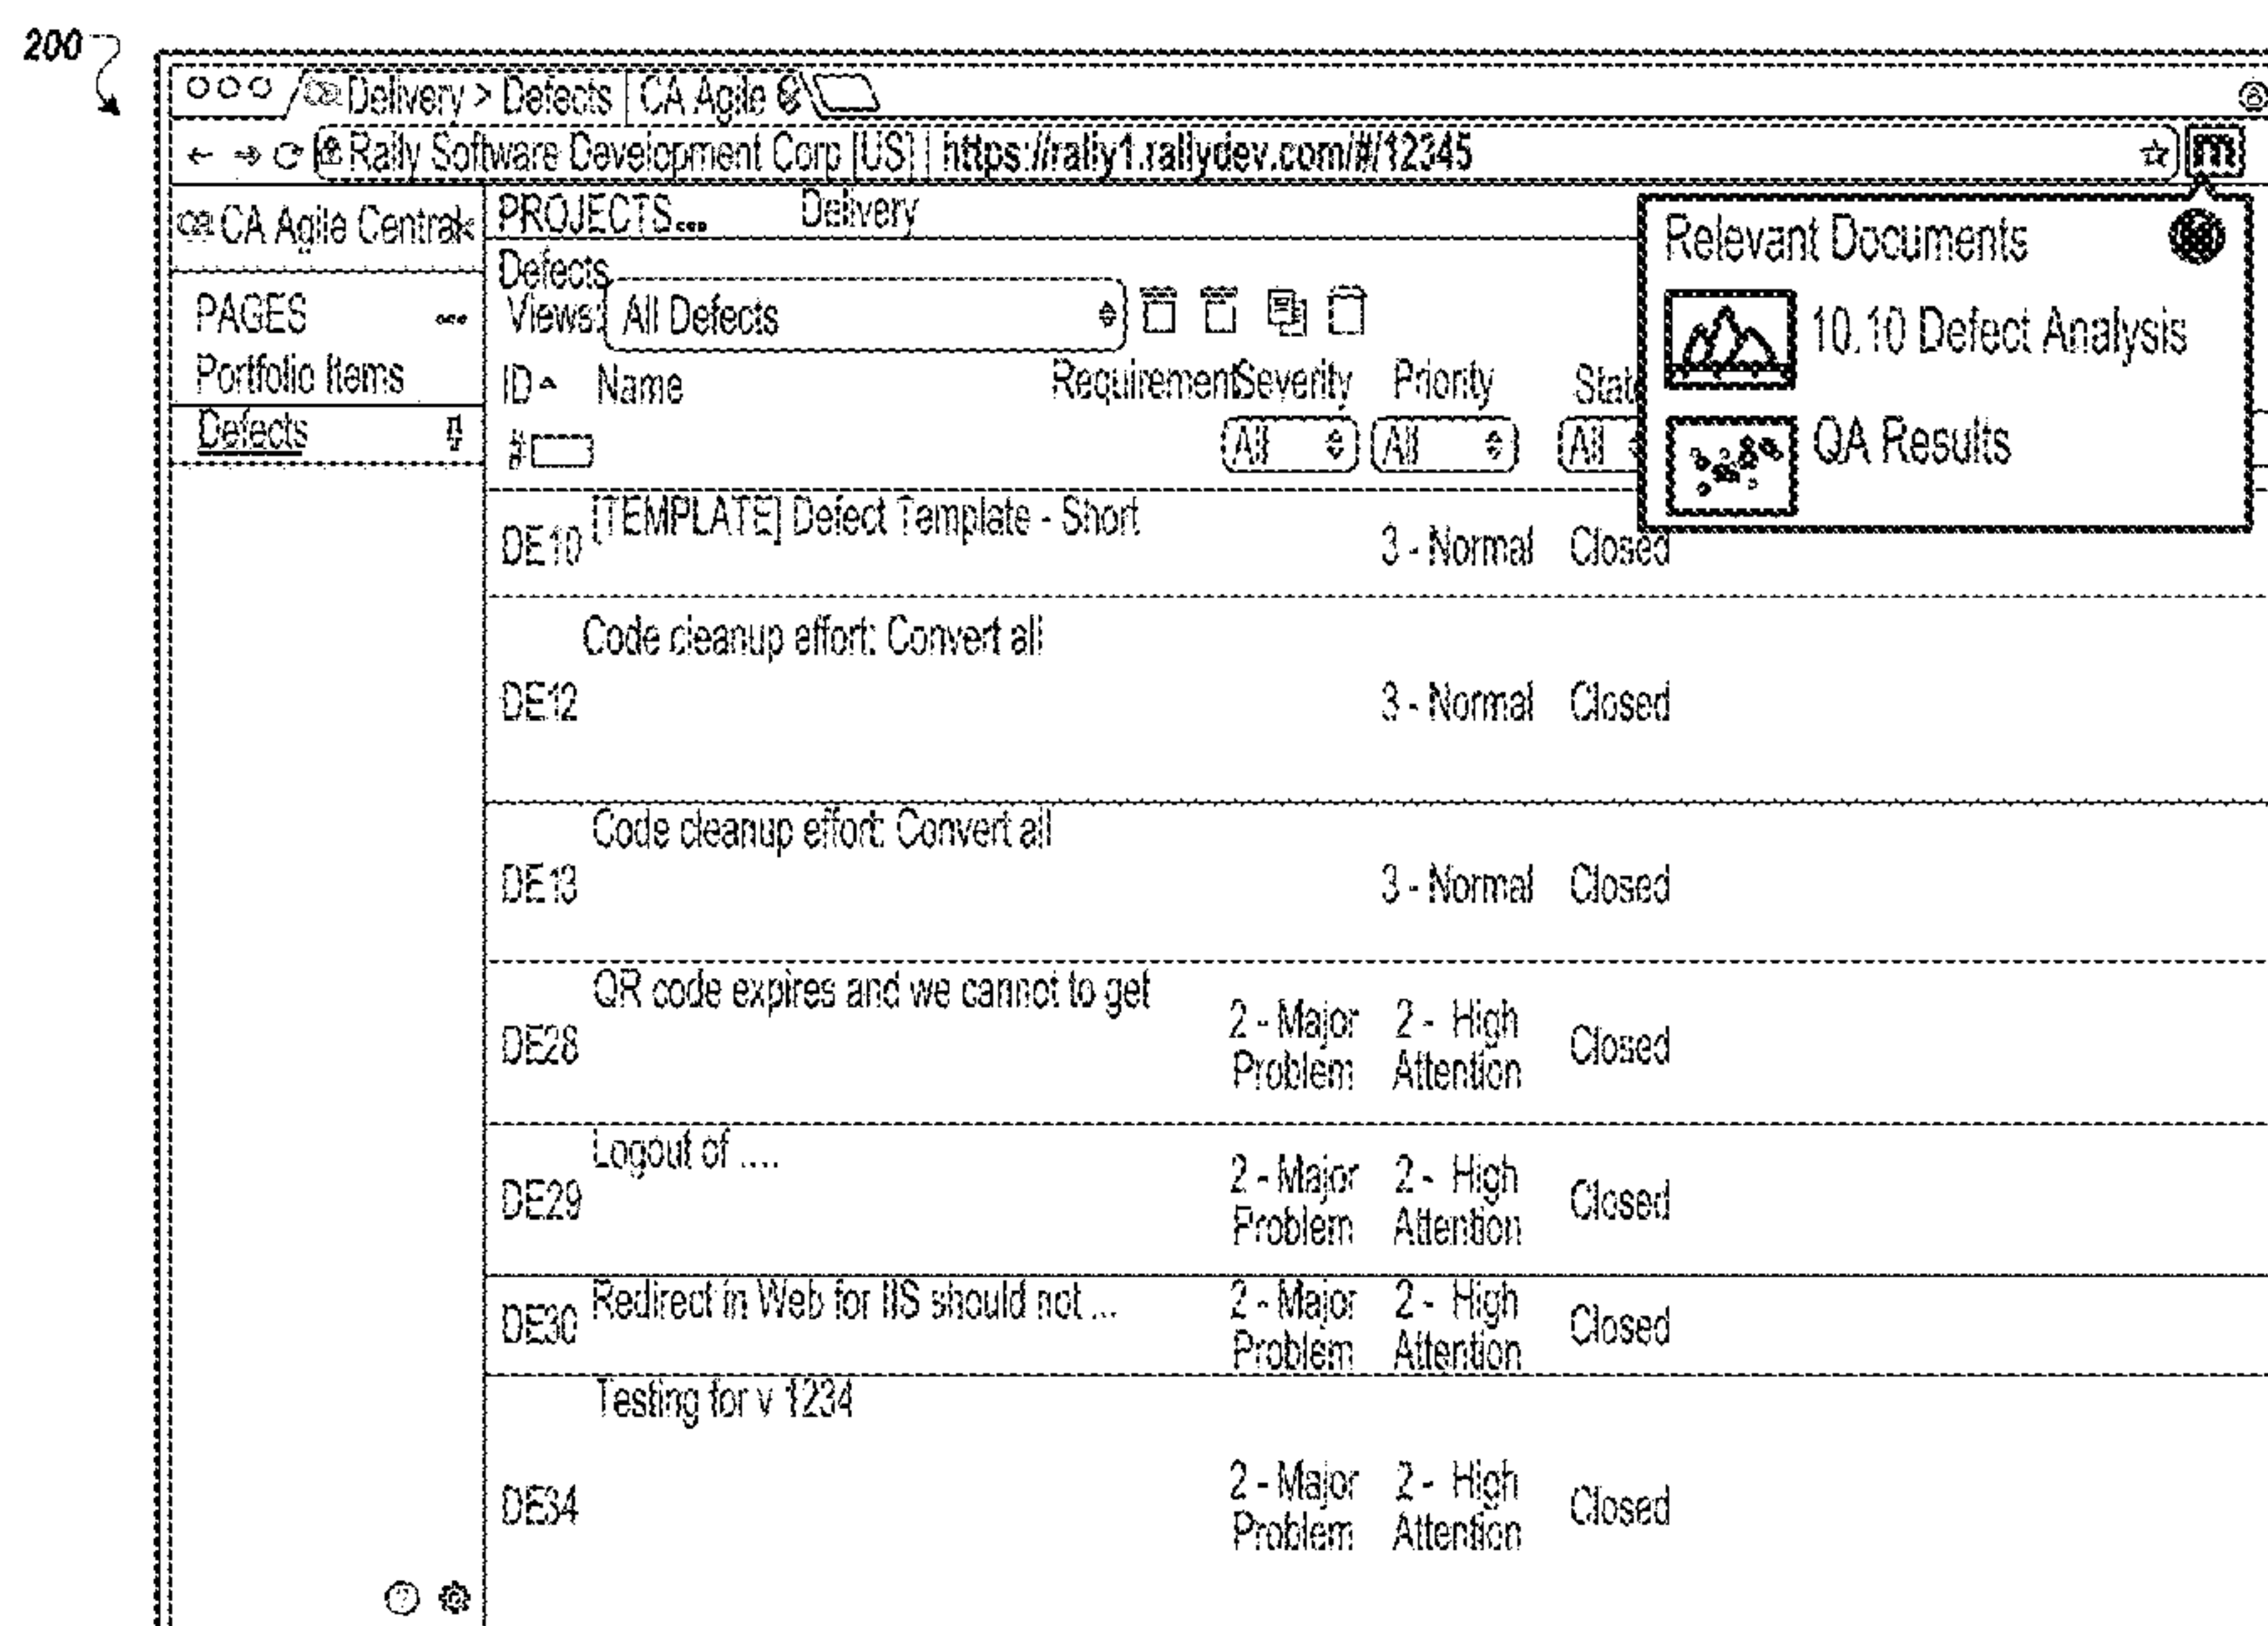 200
Delivery > Defects | CA Agile
Rally Software Development Corp [US] | https://rally1.rallydev.com/#/12345
m
CA Agile Central
PROJECTS... Delivery
Relevant Documents
10.10 Defect Analysis
QA Results
PAGES
Portfolio Items
Defects
Defects
Views: All Defects
ID Name Requirement Severity Priority State
# All All All
DE10 [TEMPLATE] Defect Template - Short 3 - Normal Closed
Code cleanup effort: Convert all
DE12 3 - Normal Closed
Code cleanup effort: Convert all
DE13 3 - Normal Closed
QR code expires and we cannot to get
DE28 2 - Major Problem 2 - High Attention Closed
Logout of ....
DE29 2 - Major Problem 2 - High Attention Closed
DE30 Redirect in Web for IIS should not ... 2 - Major Problem 2 - High Attention Closed
Testing for v 1234
DE34 2 - Major Problem 2 - High Attention Closed
?